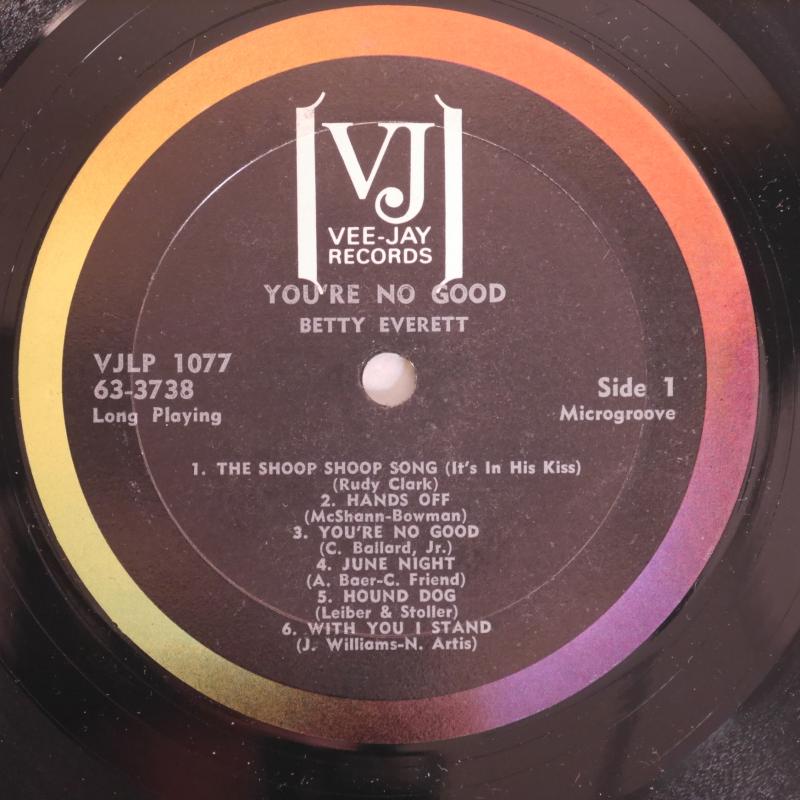 VJ
VEE-JAY
RECORDS
YOU'RE NO GOOD
BETTY EVERETT
VJLP 1077
63-3738
Long Playing
Side 1
Microgroove
1. THE SHOOP SHOOP SONG (It's In His Kiss)
(Rudy Clark)
2. HANDS OFF
(McShann-Bowman)
3. YOU'RE NO GOOD
(C. Ballard, Jr.)
4. JUNE NIGHT
(A. Baer-C. Friend)
5. HOUND DOG
(Leiber & Stoller)
6. WITH YOU I STAND
(J. Williams-N. Artis)